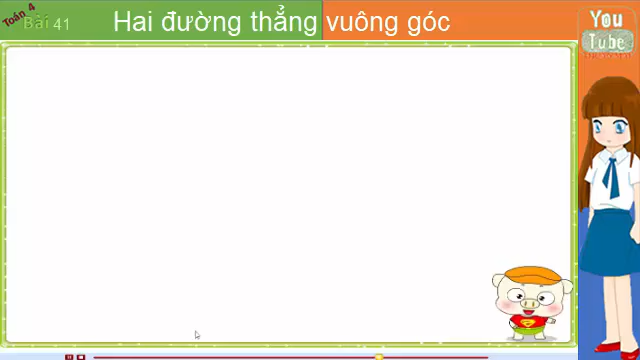 Toán 4
Bài 41
Hai đường thẳng vuông góc
You
Tube